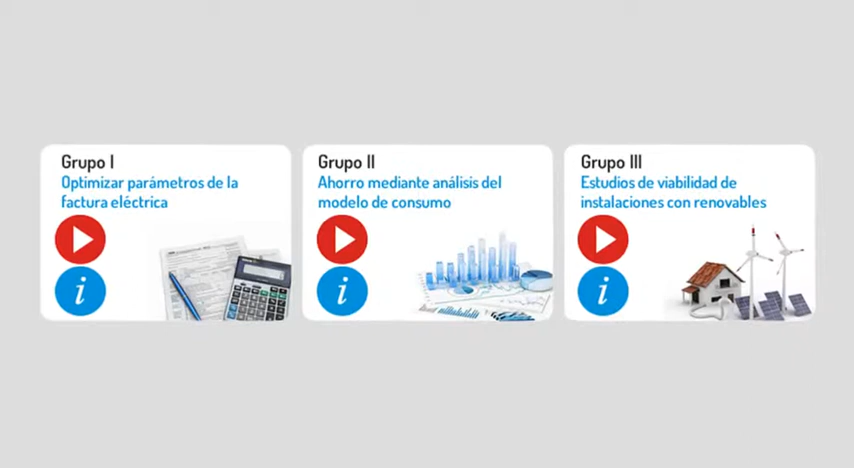 Grupo I
Optimizar parámetros de la
factura eléctrica
i
Grupo II
Ahorro mediante análisis del
modelo de consumo
i
Grupo III
Estudios de viabilidad de
instalaciones con renovables
i